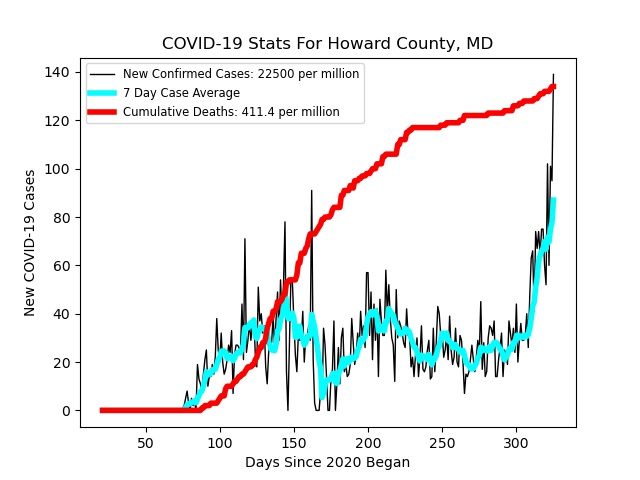 COVID-19 Stats For Howard County, MD
New Confirmed Cases: 22500 per million
7 Day Case Average
Cumulative Deaths: 411.4 per million
New COVID-19 Cases
140
120
100
80
60
40
20
0
50
100
150
200
250
300
Days Since 2020 Began